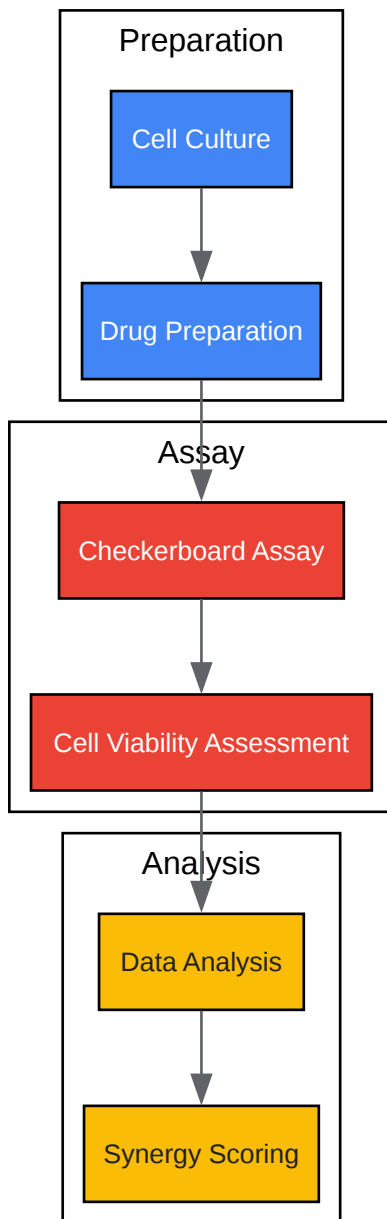 Preparation
Cell Culture
Drug Preparation
Assay
Checkerboard Assay
Cell Viability Assessment
Analysis
Data Analysis
Synergy Scoring